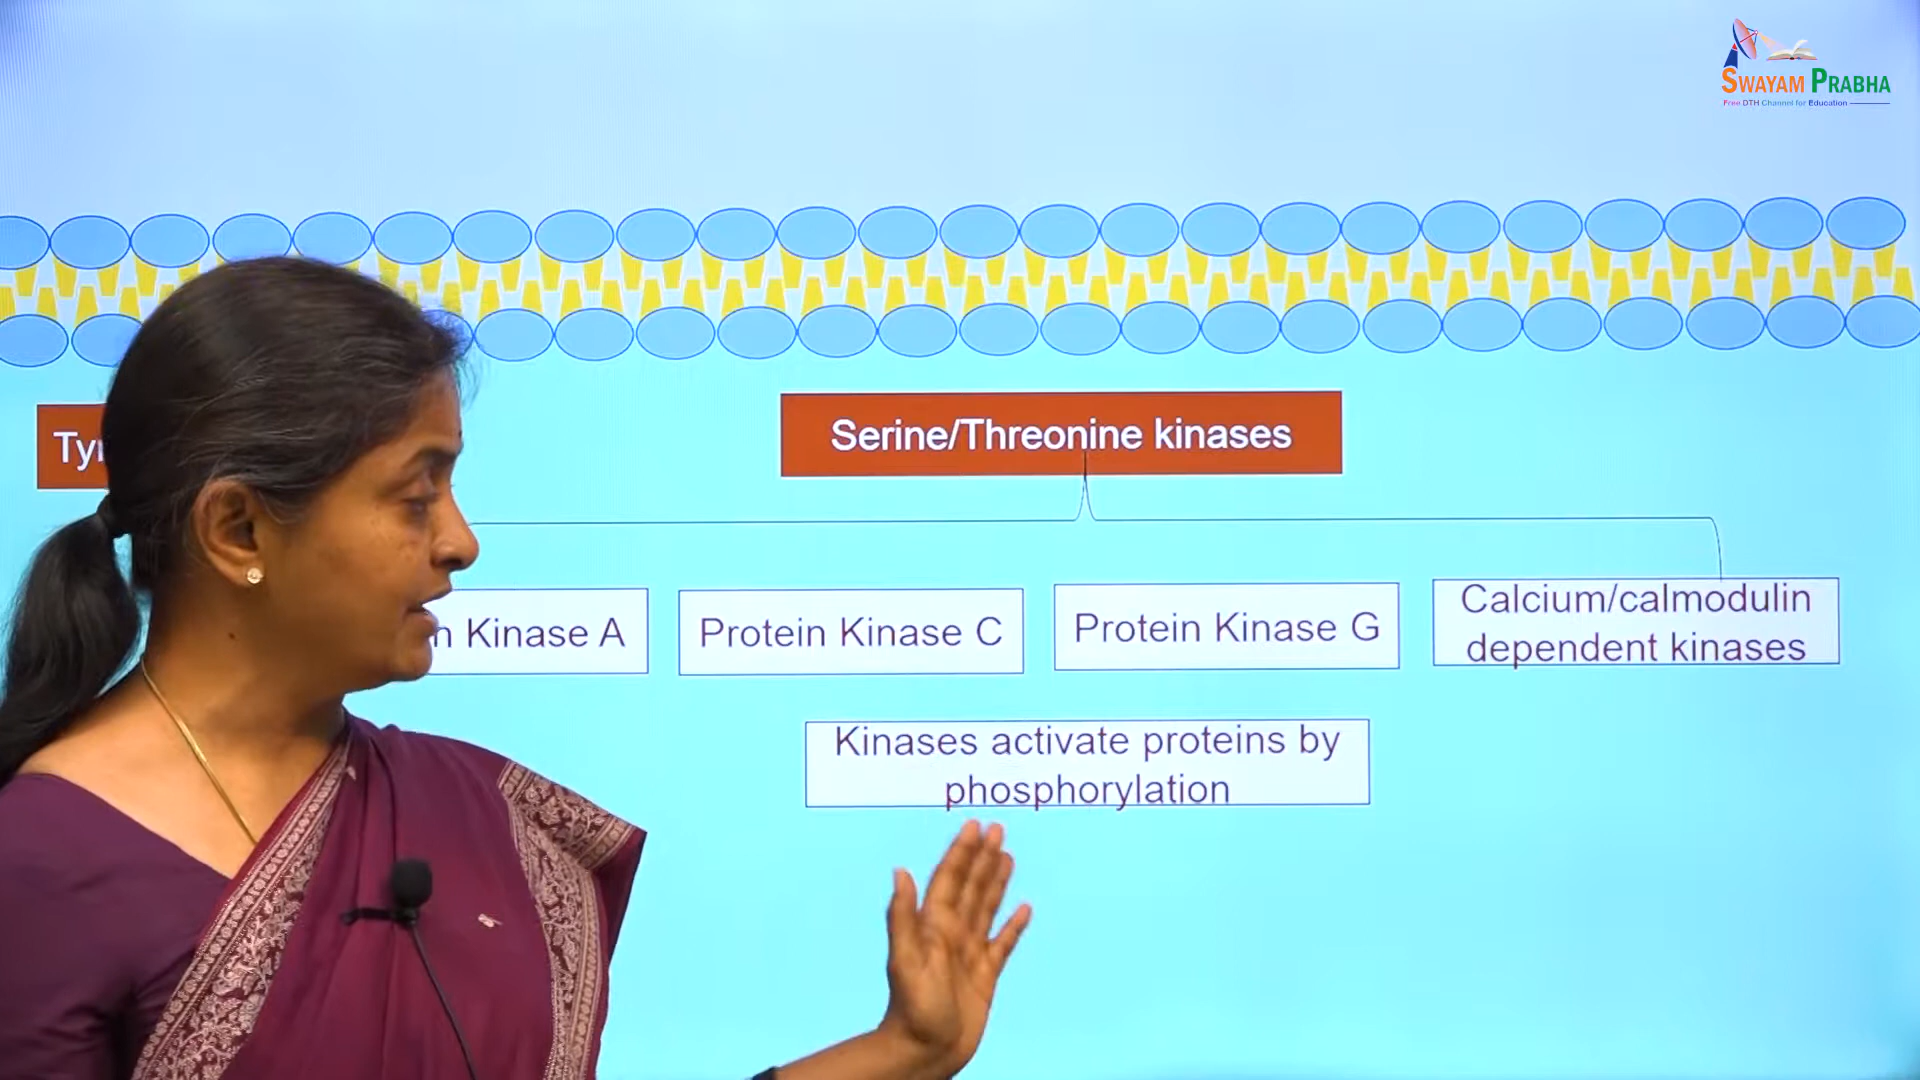 SWAYAM PRABHA
Free DTH Channel for Education
Serine/Threonine kinases
Kinase A
Protein Kinase C
Protein Kinase G
Calcium/calmodulin
dependent kinases
Kinases activate proteins by
phosphorylation